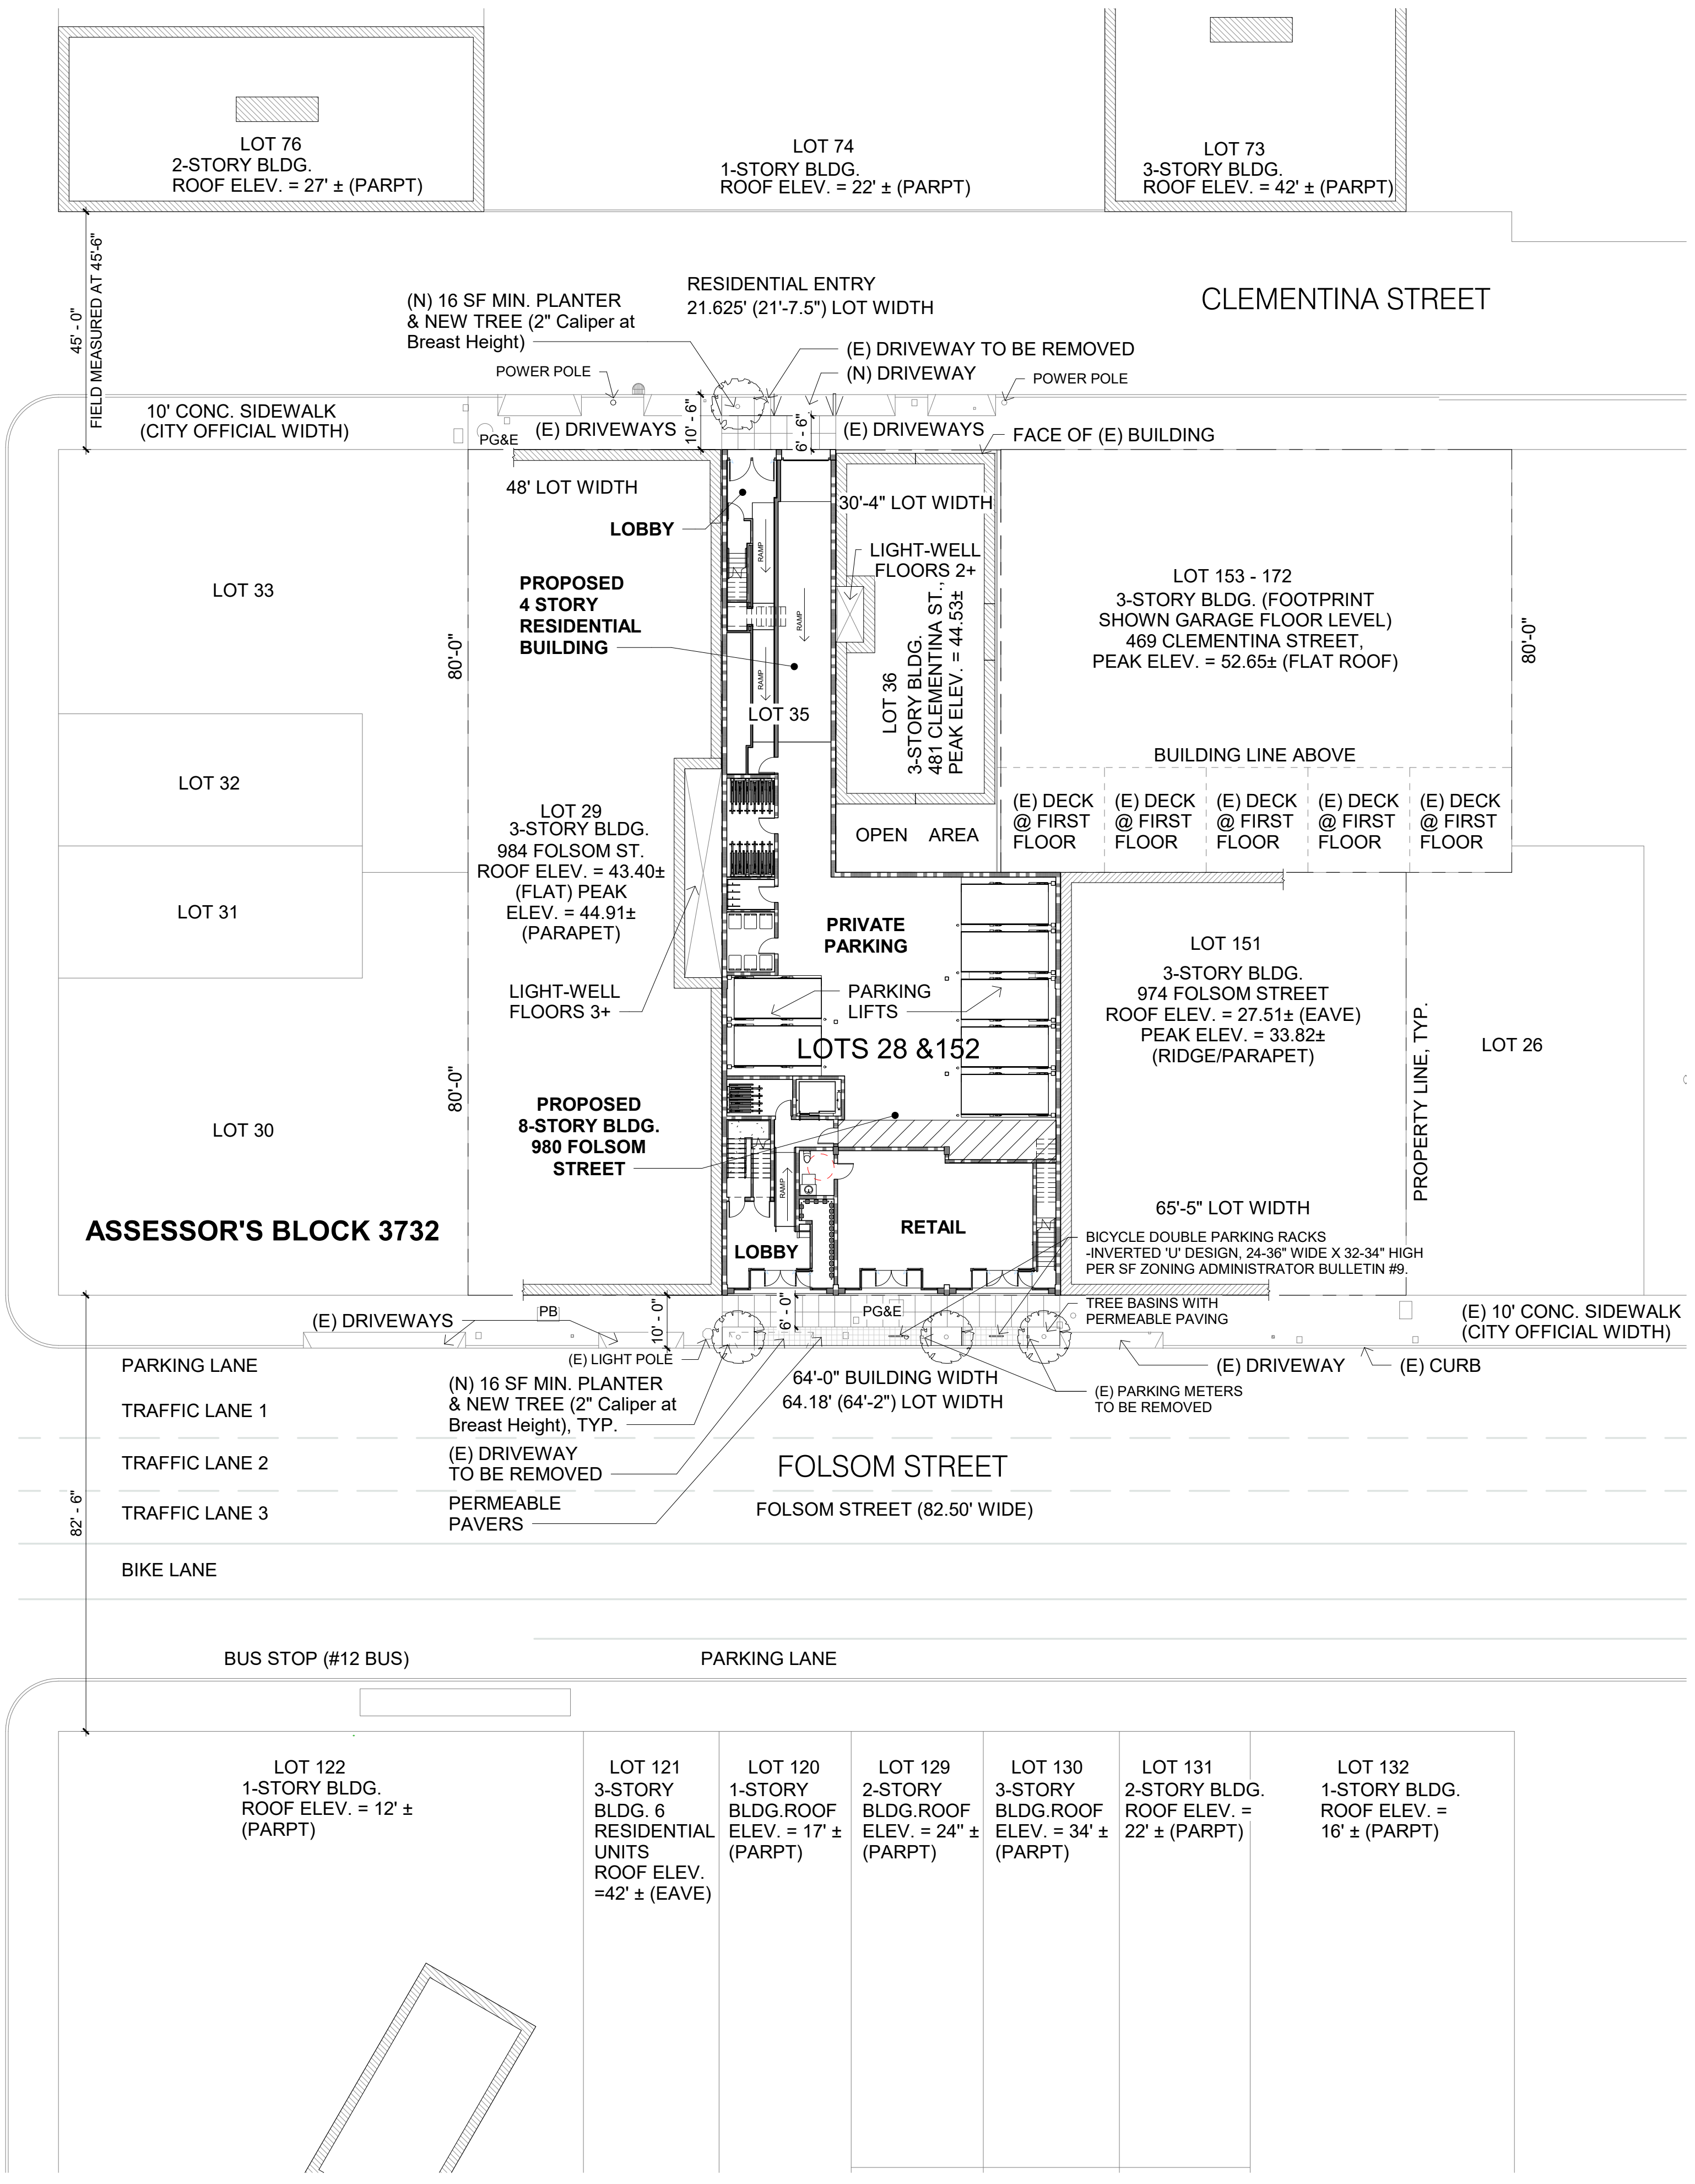 LOT 76
2-STORY BLDG.
ROOF ELEV. = 27' ± (PARPT)
LOT 74
1-STORY BLDG.
ROOF ELEV. = 22' ± (PARPT)
LOT 73
3-STORY BLDG.
ROOF ELEV. = 42' ± (PARPT)
45' - 0"
FIELD MEASURED AT 45'-6"
CLEMENTINA STREET
RESIDENTIAL ENTRY
21.625' (21'-7.5") LOT WIDTH
(N) 16 SF MIN. PLANTER
& NEW TREE (2" Caliper at
Breast Height)
(E) DRIVEWAY TO BE REMOVED
(N) DRIVEWAY
POWER POLE
POWER POLE
10' CONC. SIDEWALK
(CITY OFFICIAL WIDTH)
PG&E
(E) DRIVEWAYS
10' - 6"
6' - 6"
(E) DRIVEWAYS
FACE OF (E) BUILDING
48' LOT WIDTH
LOBBY
30'-4" LOT WIDTH
LIGHT-WELL
FLOORS 2+
RAMP
RAMP
RAMP
LOT 33
PROPOSED
4 STORY
RESIDENTIAL
BUILDING
80'-0"
LOT 35
LOT 36
3-STORY BLDG.
481 CLEMENTINA ST.,
PEAK ELEV. = 44.53±
LOT 153 - 172
3-STORY BLDG. (FOOTPRINT
SHOWN GARAGE FLOOR LEVEL)
469 CLEMENTINA STREET,
PEAK ELEV. = 52.65± (FLAT ROOF)
80'-0"
BUILDING LINE ABOVE
(E) DECK
@ FIRST
FLOOR
(E) DECK
@ FIRST
FLOOR
(E) DECK
@ FIRST
FLOOR
(E) DECK
@ FIRST
FLOOR
(E) DECK
@ FIRST
FLOOR
OPEN AREA
LOT 32
LOT 31
LOT 29
3-STORY BLDG.
984 FOLSOM ST.
ROOF ELEV. = 43.40±
(FLAT) PEAK
ELEV. = 44.91±
(PARAPET)
LIGHT-WELL
FLOORS 3+
PRIVATE
PARKING
PARKING
LIFTS
LOTS 28 &152
LOT 151
3-STORY BLDG.
974 FOLSOM STREET
ROOF ELEV. = 27.51± (EAVE)
PEAK ELEV. = 33.82±
(RIDGE/PARAPET)
PROPERTY LINE, TYP.
LOT 26
80'-0"
LOT 30
PROPOSED
8-STORY BLDG.
980 FOLSOM
STREET
RAMP
ASSESSOR'S BLOCK 3732
LOBBY
RETAIL
65'-5" LOT WIDTH
BICYCLE DOUBLE PARKING RACKS
-INVERTED 'U' DESIGN, 24-36" WIDE X 32-34" HIGH
PER SF ZONING ADMINISTRATOR BULLETIN #9.
TREE BASINS WITH
PERMEABLE PAVING
(E) 10' CONC. SIDEWALK
(CITY OFFICIAL WIDTH)
(E) DRIVEWAYS
PB
10' - 0"
6' - 0"
PG&E
(E) LIGHT POLE
(E) DRIVEWAY
(E) CURB
PARKING LANE
TRAFFIC LANE 1
TRAFFIC LANE 2
TRAFFIC LANE 3
BIKE LANE
(N) 16 SF MIN. PLANTER
& NEW TREE (2" Caliper at
Breast Height), TYP.
(E) DRIVEWAY
TO BE REMOVED
PERMEABLE
PAVERS
64'-0" BUILDING WIDTH
64.18' (64'-2") LOT WIDTH
(E) PARKING METERS
TO BE REMOVED
FOLSOM STREET
FOLSOM STREET (82.50' WIDE)
82' - 6"
BUS STOP (#12 BUS)
PARKING LANE
LOT 122
1-STORY BLDG.
ROOF ELEV. = 12' ±
(PARPT)
LOT 121
3-STORY
BLDG. 6
RESIDENTIAL
UNITS
ROOF ELEV.
=42' ± (EAVE)
LOT 120
1-STORY
BLDG.ROOF
ELEV. = 17' ±
(PARPT)
LOT 129
2-STORY
BLDG.ROOF
ELEV. = 24'' ±
(PARPT)
LOT 130
3-STORY
BLDG.ROOF
ELEV. = 34' ±
(PARPT)
LOT 131
2-STORY BLDG.
ROOF ELEV. =
22' ± (PARPT)
LOT 132
1-STORY BLDG.
ROOF ELEV. =
16' ± (PARPT)